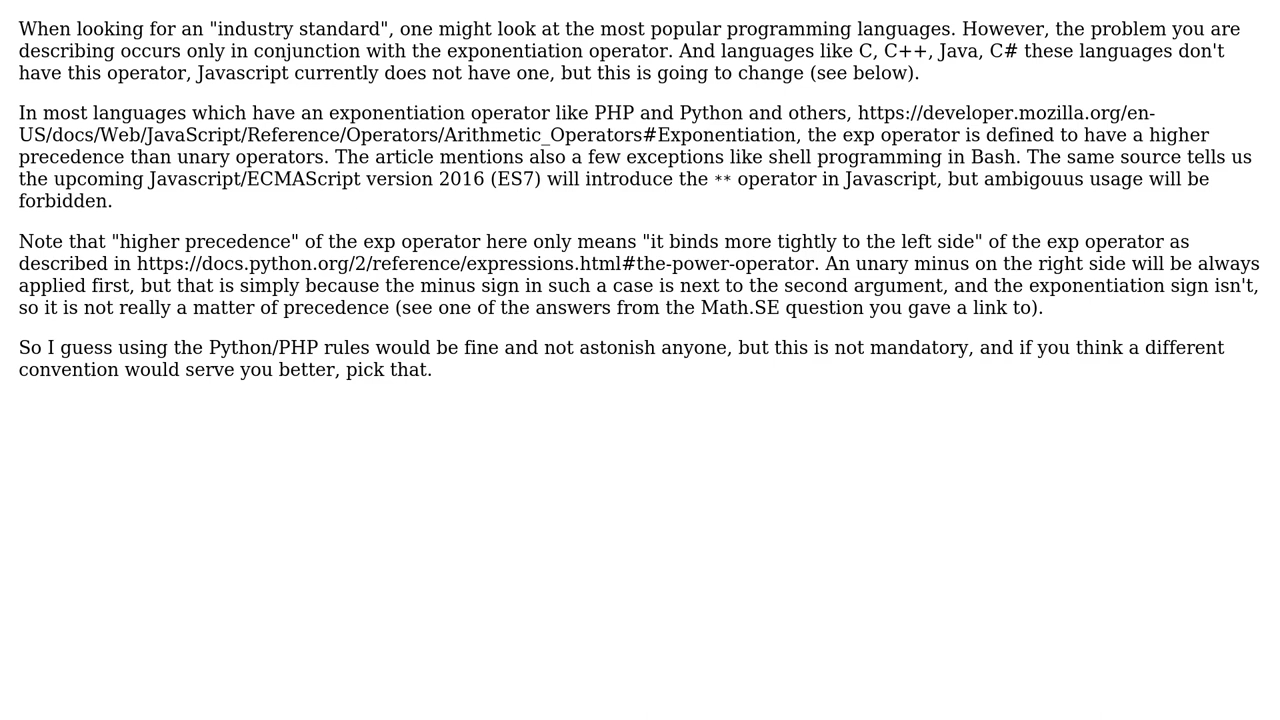 When looking for an "industry standard", one might look at the most popular programming languages. However, the problem you are
describing occurs only in conjunction with the exponentiation operator. And languages like C, C++, Java, C# these languages don't
have this operator, Javascript currently does not have one, but this is going to change (see below).
In most languages which have an exponentiation operator like PHP and Python and others, https://developer.mozilla.org/en-
US/docs/Web/JavaScript/Reference/Operators/Arithmetic_Operators#Exponentiation, the exp operator is defined to have a higher
precedence than unary operators. The article mentions also a few exceptions like shell programming in Bash. The same source tells us
the upcoming Javascript/ECMAScript version 2016 (ES7) will introduce the ** operator in Javascript, but ambigouus usage will be
forbidden.
Note that "higher precedence" of the exp operator here only means "it binds more tightly to the left side" of the exp operator as
described in https://docs.python.org/2/reference/expressions.html#the-power-operator. An unary minus on the right side will be always
applied first, but that is simply because the minus sign in such a case is next to the second argument, and the exponentiation sign isn't,
so it is not really a matter of precedence (see one of the answers from the Math.SE question you gave a link to).
So I guess using the Python/PHP rules would be fine and not astonish anyone, but this is not mandatory, and if you think a different
convention would serve you better, pick that.